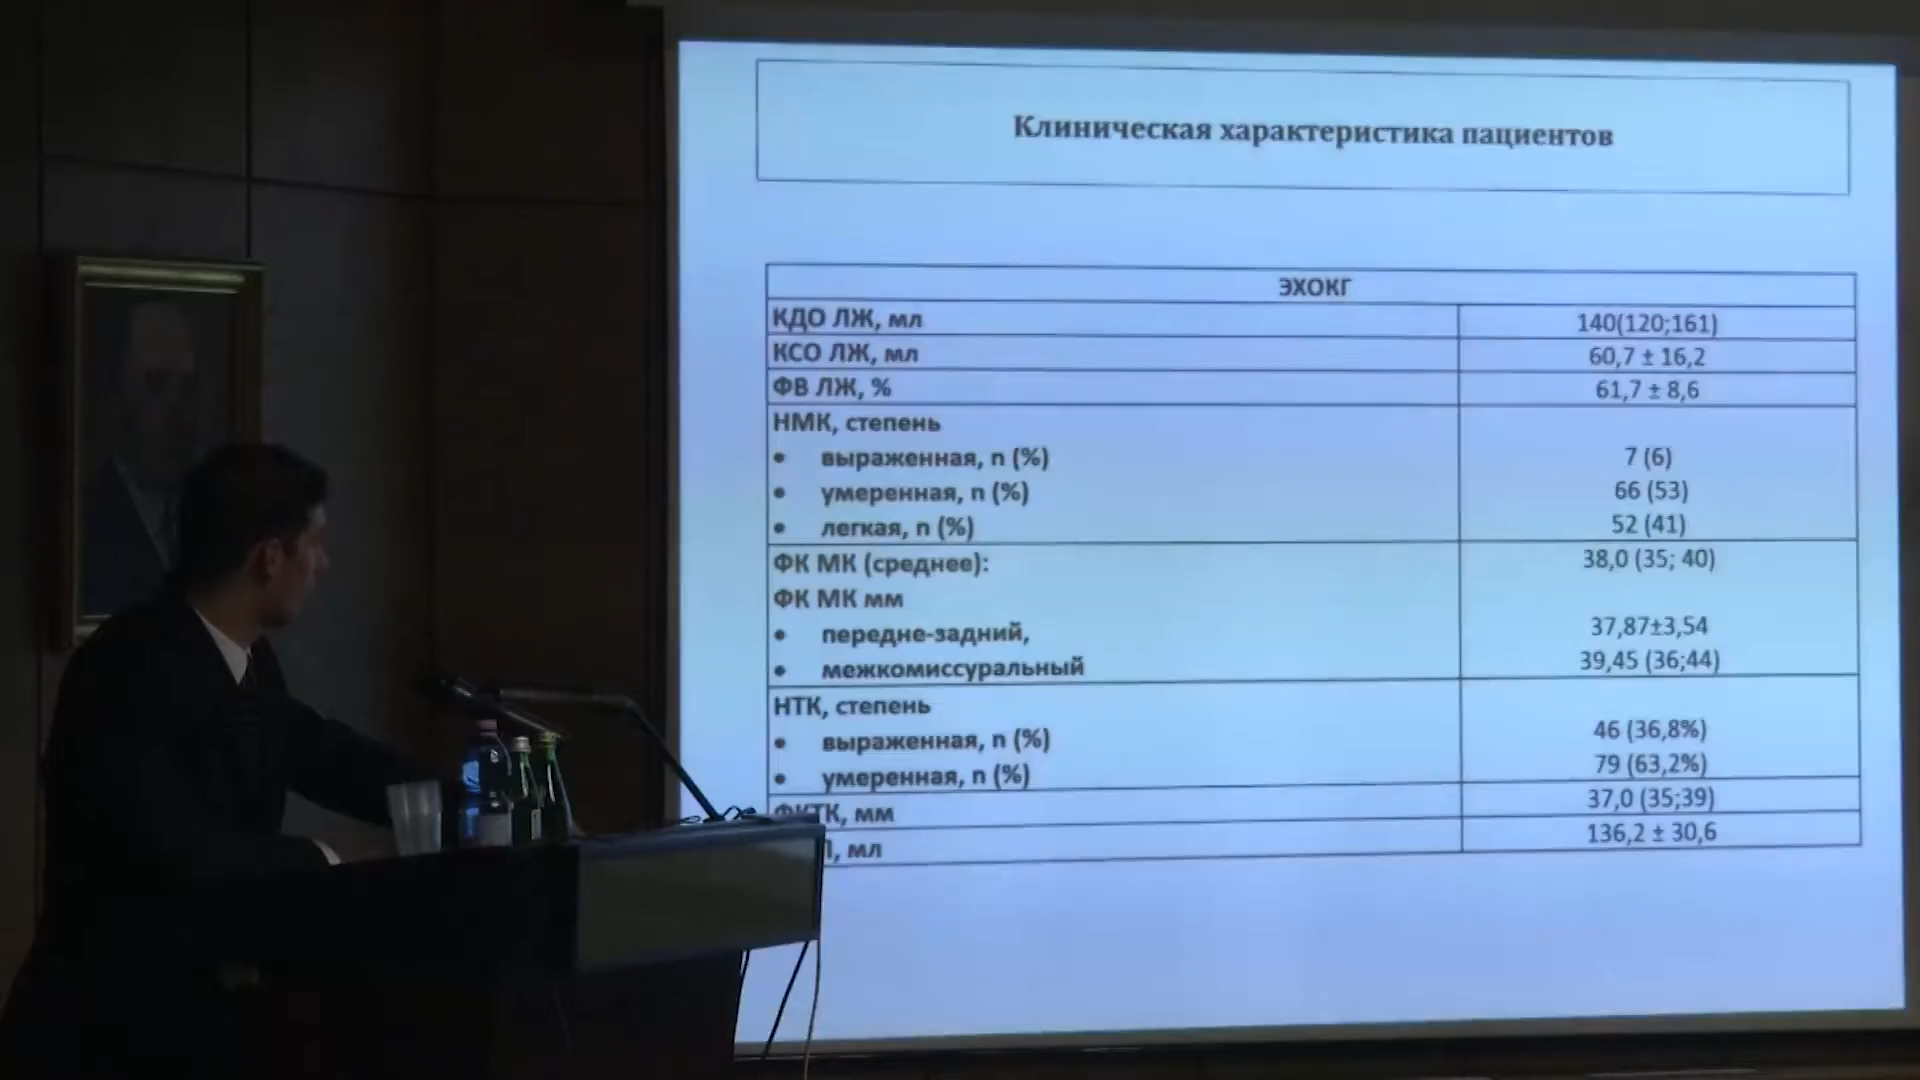 Клиническая характеристика пациентов
ЭХОКГ
КДО ЛЖ, мл 140(120;161)
КСО ЛЖ, мл 60,7 ± 16,2
ФВ ЛЖ, % 61,7 ± 8,6
НМК, степень
• выраженная, n (%) 7 (6)
• умеренная, n (%) 66 (53)
• легкая, n (%) 52 (41)
ФК МК (среднее): 38,0 (35; 40)
ФК МК мм
• передне-задний, 37,87±3,54
• межкомиссуральный 39,45 (36;44)
НТК, степень
• выраженная, n (%) 46 (36,8%)
• умеренная, n (%) 79 (63,2%)
ФКТК, мм 37,0 (35;39)
мл 136,2 ± 30,6